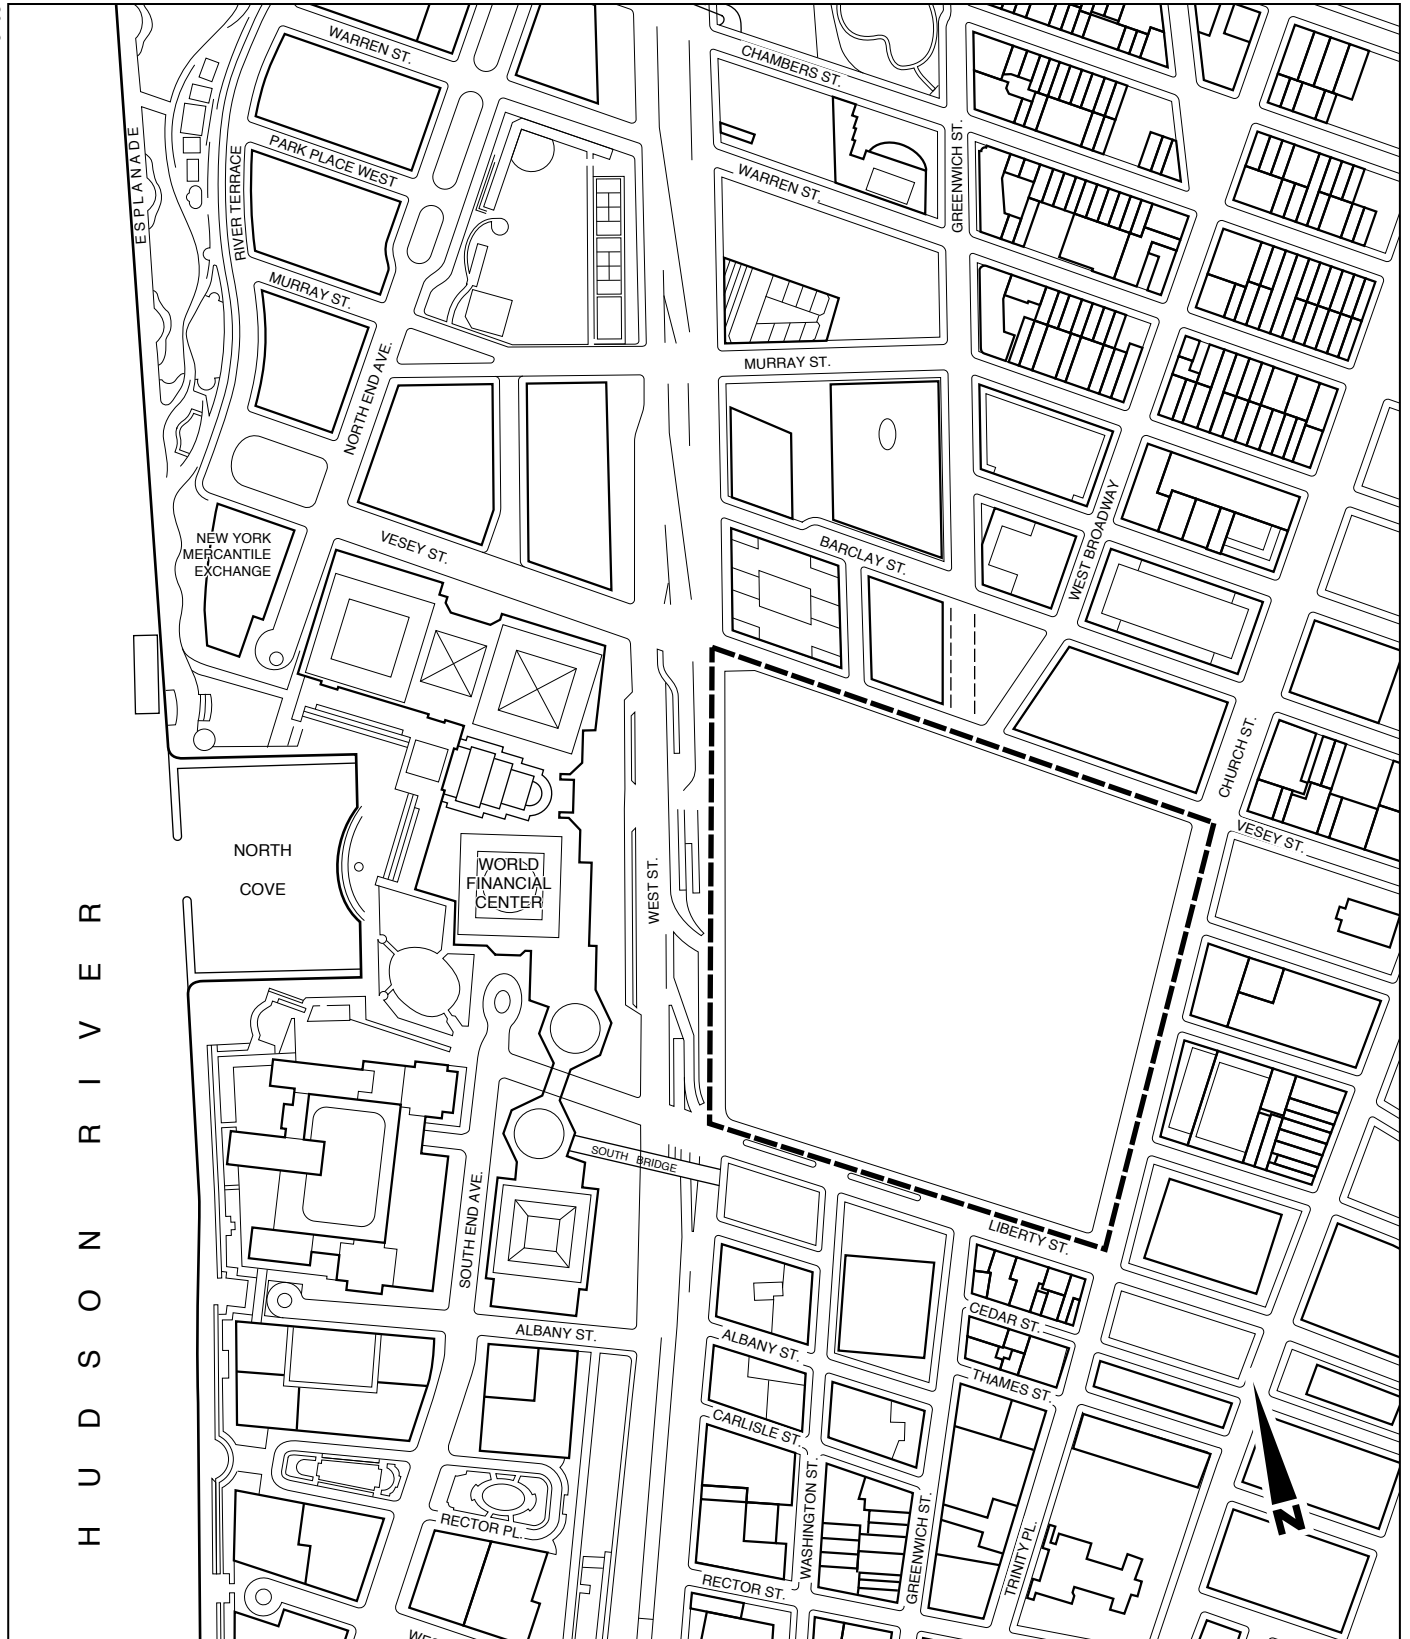 WARREN ST.
CHAMBERS ST.
ESPLANADE
RIVER TERRACE
PARK PLACE WEST
GREENWICH ST.
WARREN ST.
MURRAY ST.
NORTH END AVE.
MURRAY ST.
NEW YORK
MERCANTILE
EXCHANGE
VESEY ST.
BARCLAY ST.
WEST BROADWAY
CHURCH ST.
VESEY ST.
NORTH
COVE
WORLD
FINANCIAL
CENTER
WEST ST.
HUDSON RIVER
SOUTH BRIDGE
SOUTH END AVE.
LIBERTY ST.
CEDAR ST.
ALBANY ST.
ALBANY ST.
THAMES ST.
CARLISLE ST.
WASHINGTON ST.
GREENWICH ST.
TRINITY PL.
RECTOR PL.
RECTOR ST.
N